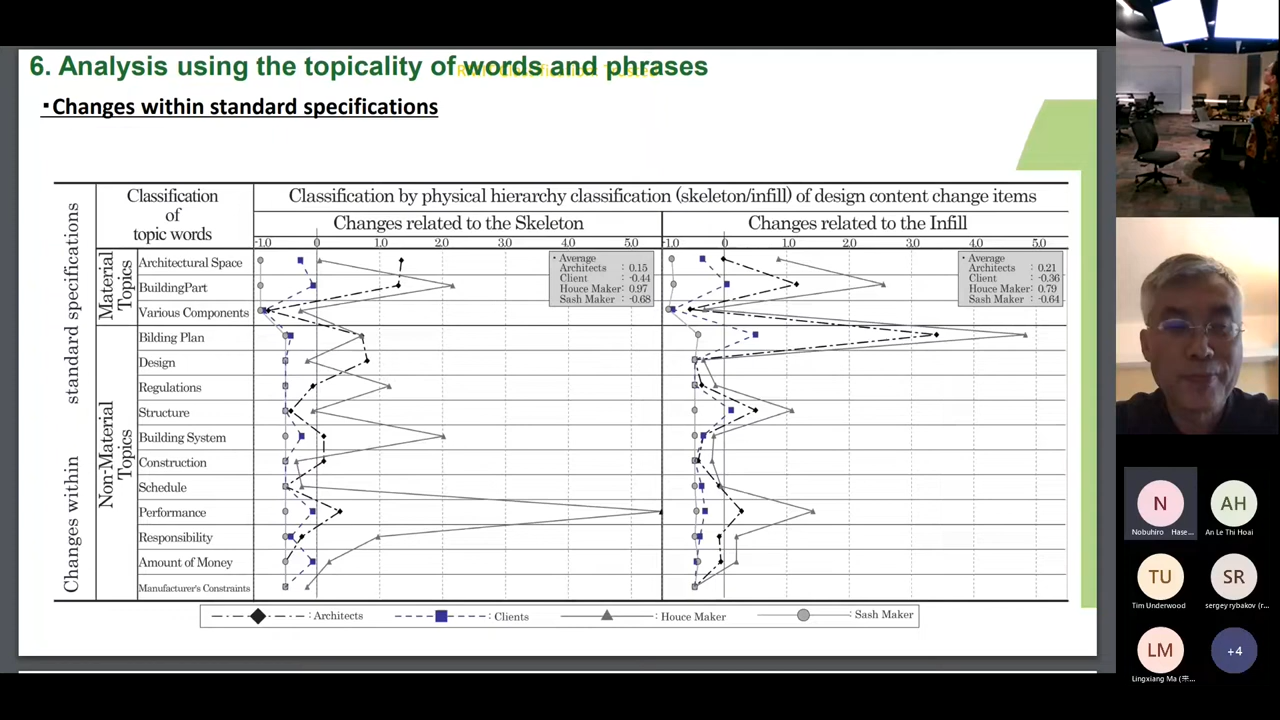 6. Analysis using the topicality of words and phrases
・Changes within standard specifications
Changes within standard specifications
Classification of topic words
Classification by physical hierarchy classification (skeleton/infill) of design content change items
Changes related to the Skeleton
Changes related to the Infill
-1.0 0 1.0 2.0 3.0 4.0 5.0
-1.0 0 1.0 2.0 3.0 4.0 5.0
Material Topics
Architectural Space
BuildingPart
Various Components
・Average
Architects : 0.15
Client : -0.44
Houce Maker : 0.97
Sash Maker : -0.68
・Average
Architects : 0.21
Client : -0.36
Houce Maker : 0.79
Sash Maker : -0.64
Non-Material Topics
Bilding Plan
Design
Regulations
Structure
Building System
Construction
Schedule
Performance
Responsibility
Amount of Money
Manufacturer's Constraints
: Architects
: Clients
: Houce Maker
: Sash Maker
N
Nobuhiro Hase...
AH
An Le Thi Hoai
TU
Tim Underwood
SR
sergey rybakov (r...
LM
Lingxiang Ma (宋...
+4